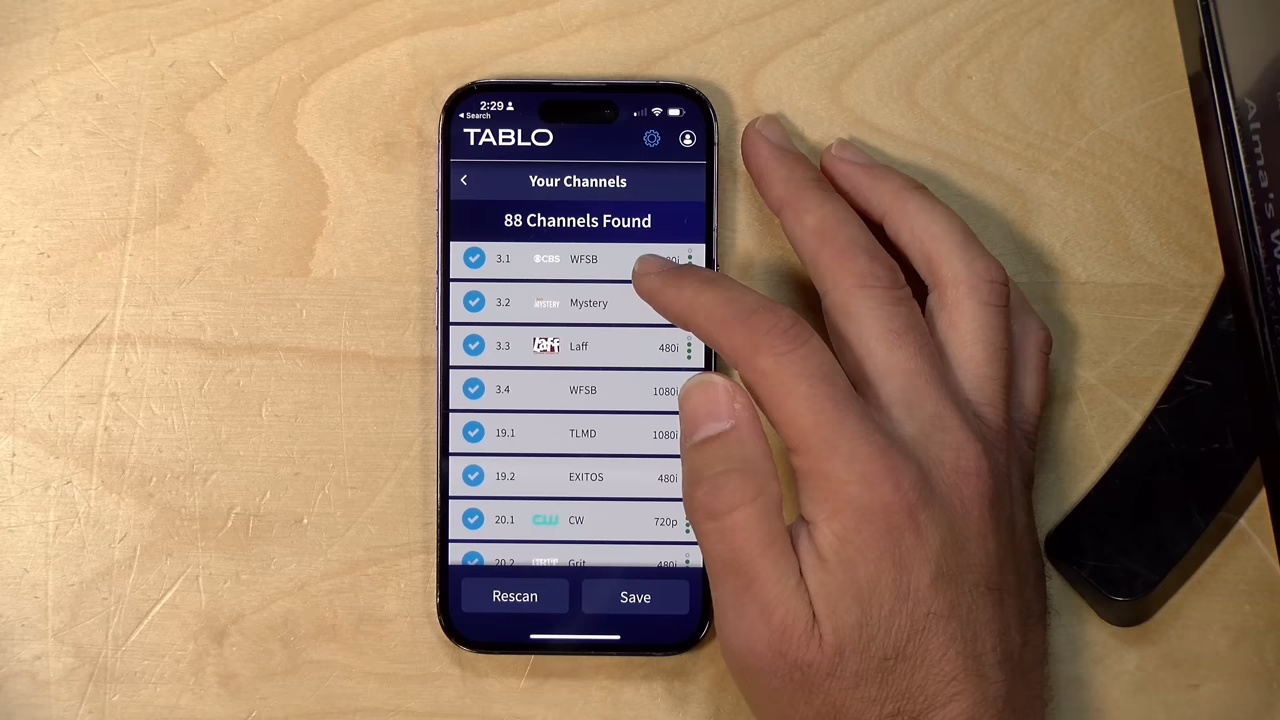 2:29
Search
TABLO
Your Channels
88 Channels Found
3.1 CBS WFSB
3.2 MYSTERY Mystery
3.3 laff Laff 480i
3.4 WFSB 1080i
19.1 TLMD 1080i
19.2 EXITOS 480i
20.1 CW CW 720p
20.2 GRIT Grit 480i
Rescan Save
Alma's